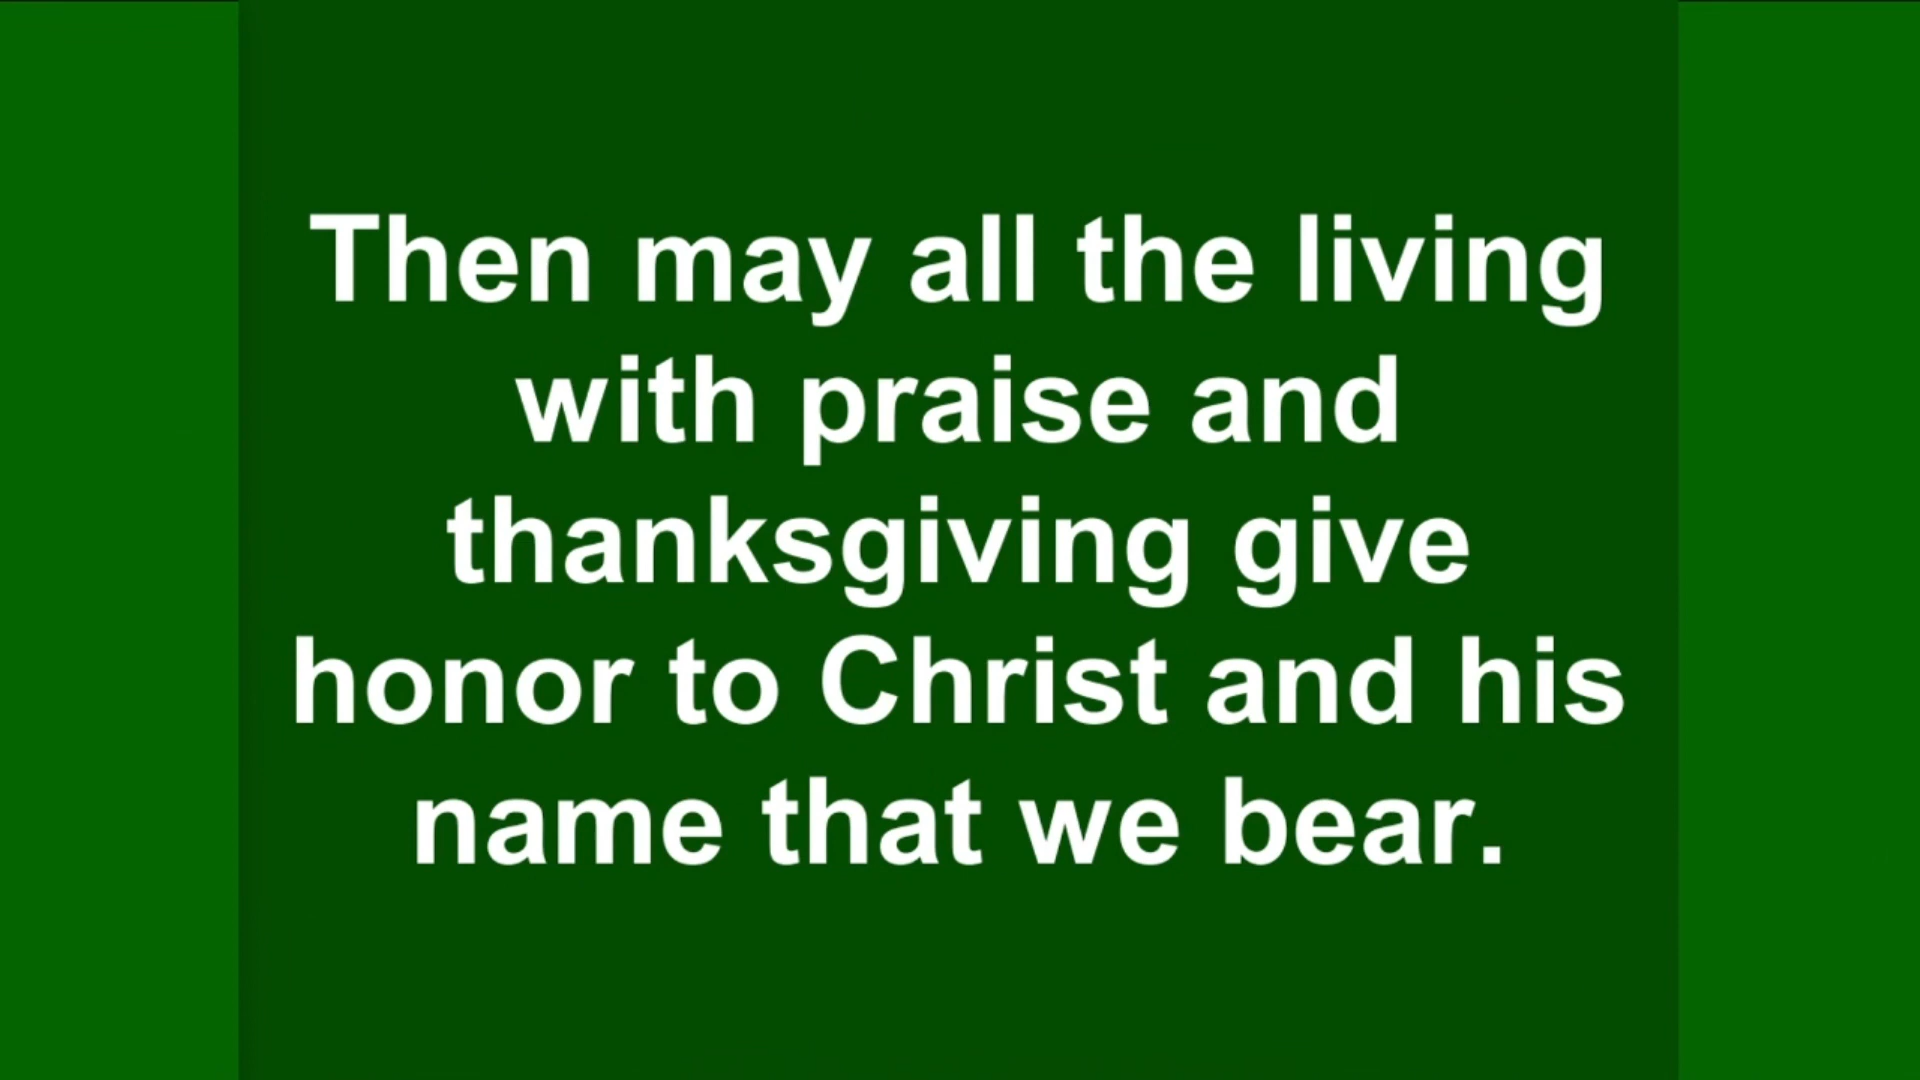 Then may all the living
with praise and
thanksgiving give
honor to Christ and his
name that we bear.